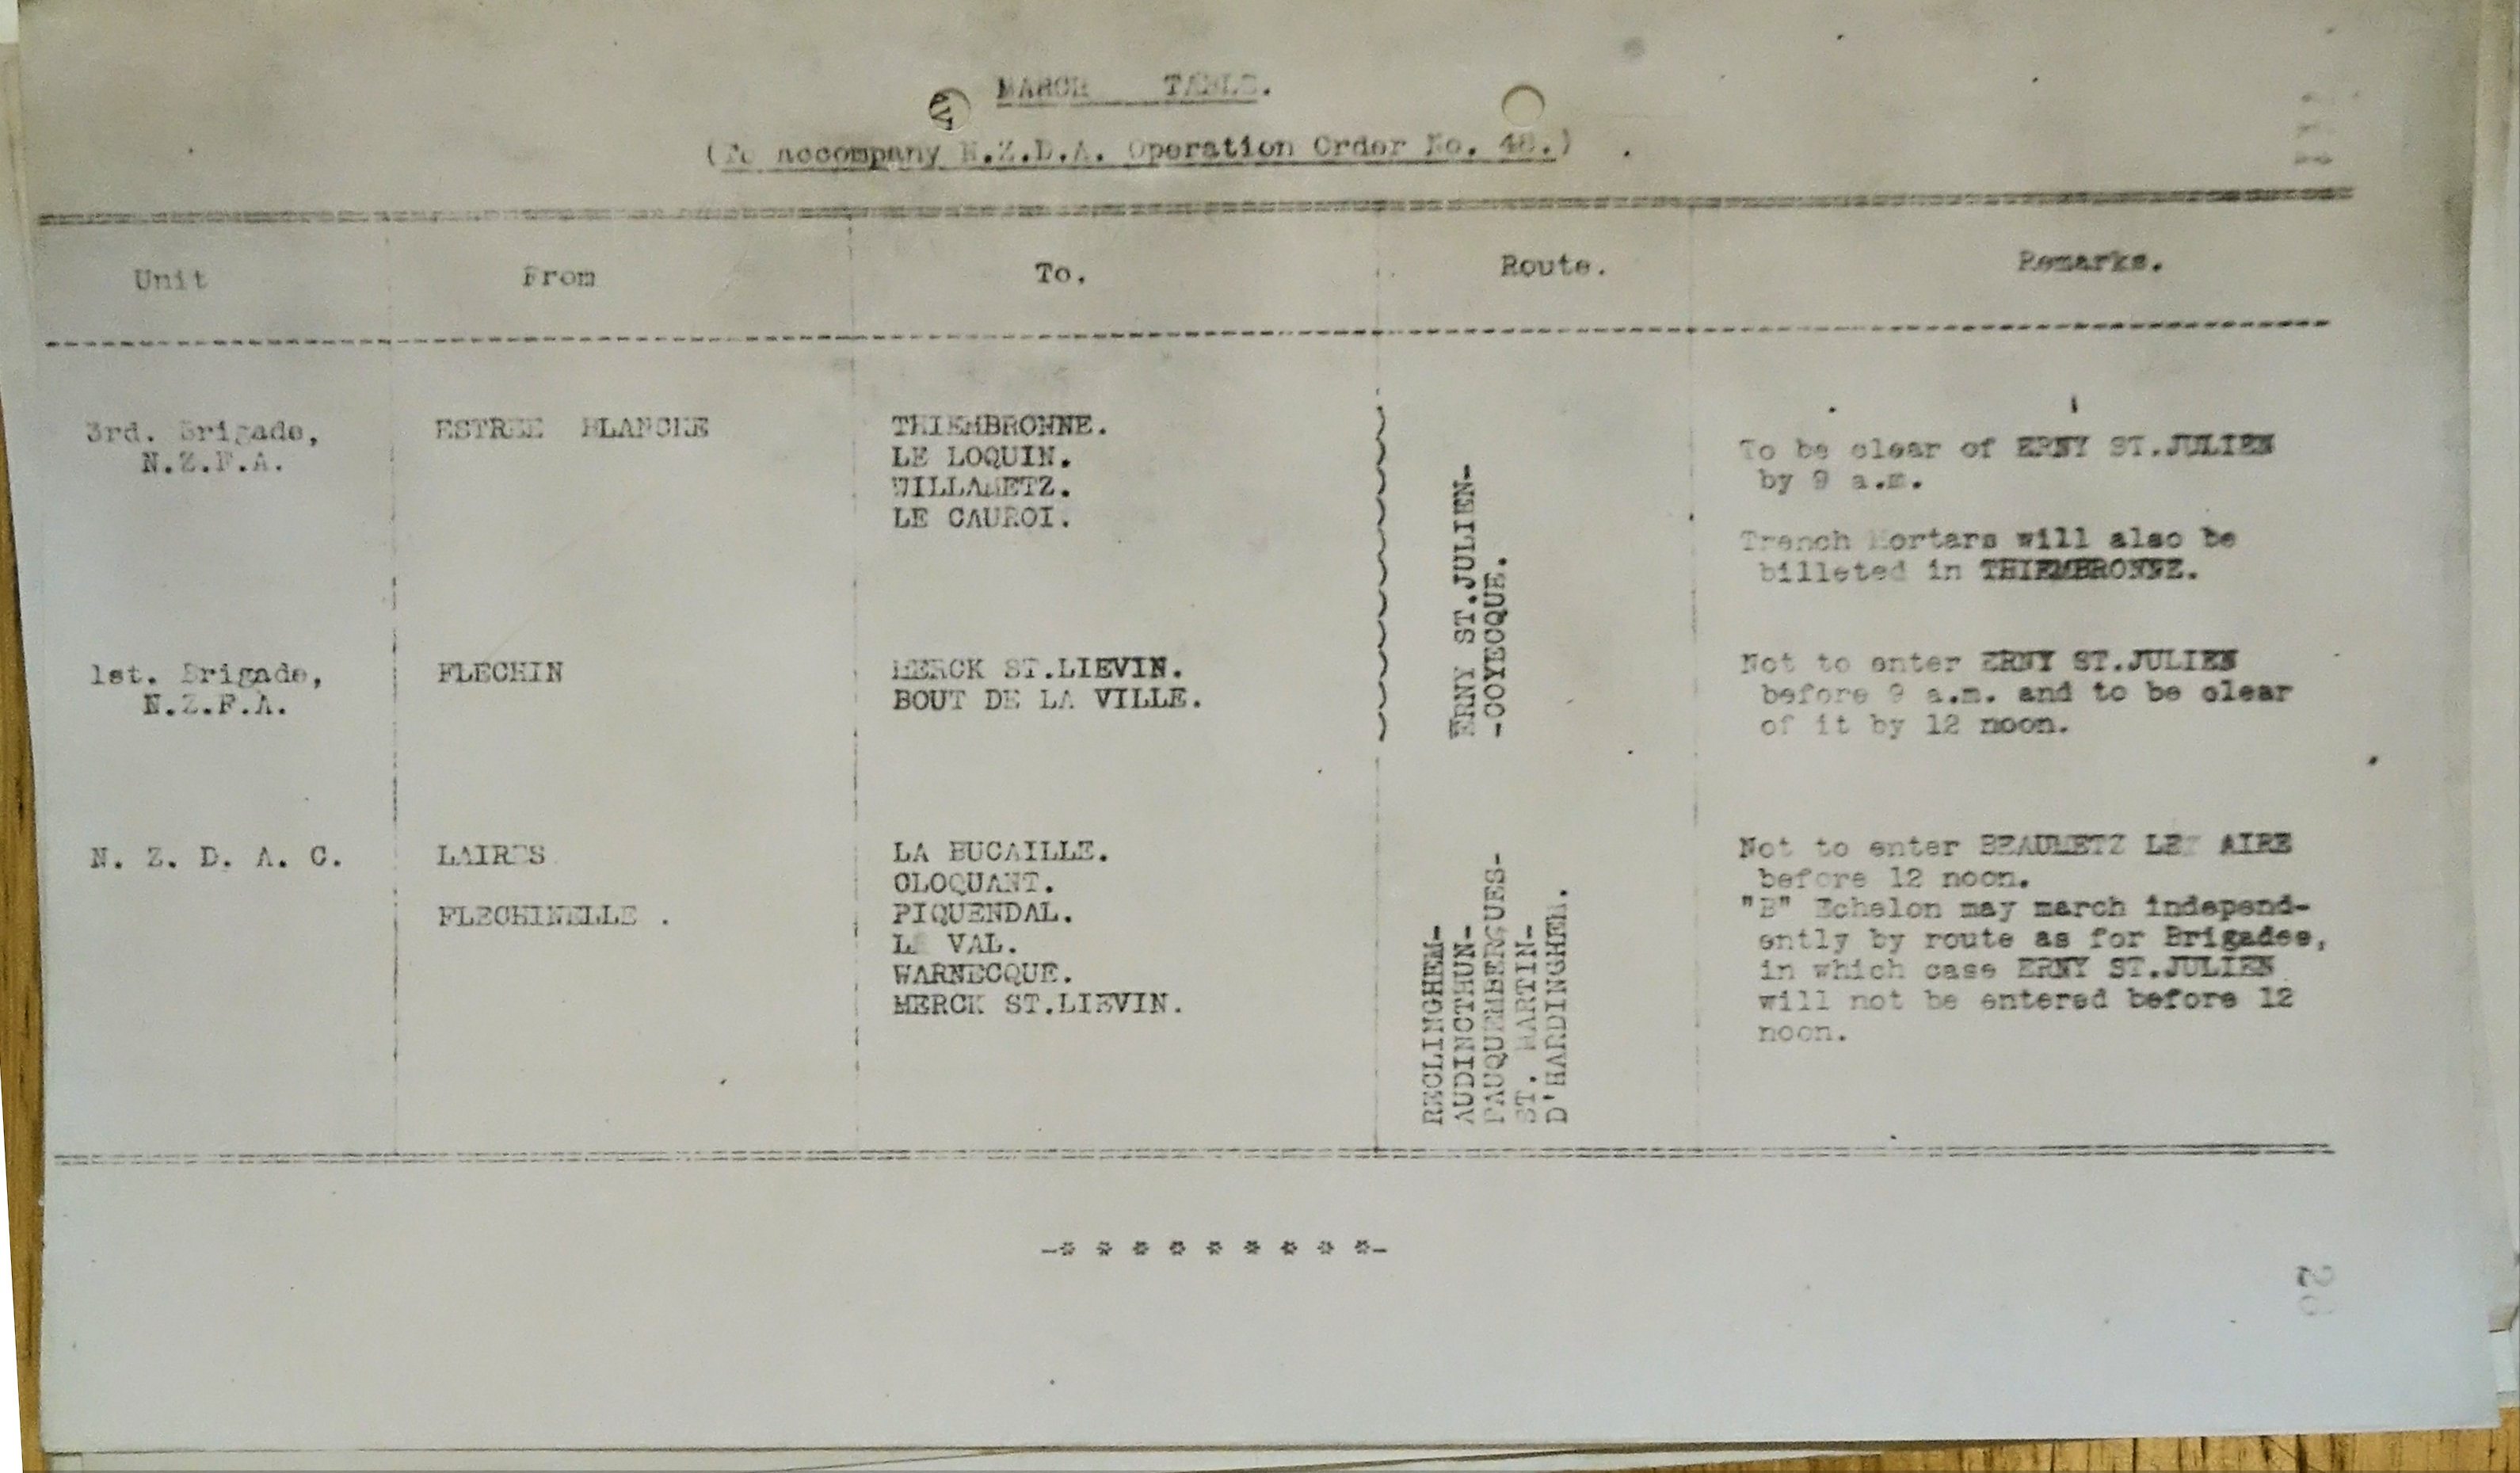 MARCH TABLE.
(To accompany N.Z.D.A. Operation Order No. 48.)
Unit From To. Route. Remarks.
3rd. Brigade,
N.Z.F.A.
ESTREE BLANCHE
THIEMBRONNE.
LE LOQUIN.
WILLAMETZ.
LE CAUROI.
ERNY ST.JULIEN-
-COYECQUE.
To be clear of ERNY ST.JULIEN
by 9 a.m.
Trench Mortars will also be
billeted in THIEMBRONNE.
1st. Brigade,
N.Z.F.A.
FLECHIN
MERCK ST.LIEVIN.
BOUT DE LA VILLE.
Not to enter ERNY ST.JULIEN
before 9 a.m. and to be clear
of it by 12 noon.
N. Z. D. A. C.
LAIRES
FLECHINELLE .
LA BUCAILLE.
CLOQUANT.
PIQUENDAL.
LE VAL.
WARNECQUE.
MERCK ST.LIEVIN.
RECLINGHEM-
AUDINCTHUN-
FAUQUEMBERGUES-
ST. MARTIN-
D'HARDINGHEM.
Not to enter BEAUMETZ LEZ AIRE
before 12 noon.
"B" Echelon may march independ-
ently by route as for Brigades,
in which case ERNY ST.JULIEN
will not be entered before 12
noon.
-* * * * * * * * *-